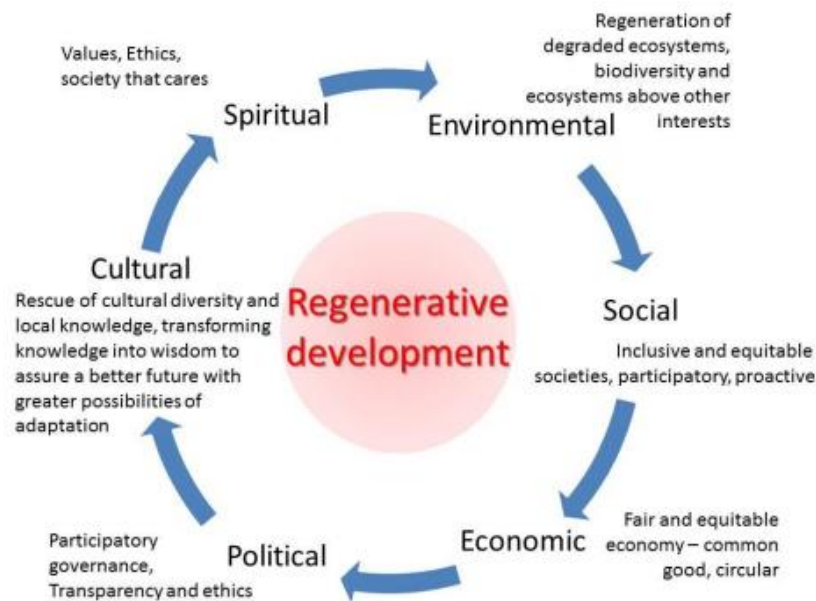 Values, Ethics,
society that cares
Spiritual
Regeneration of
degraded ecosystems,
biodiversity and
ecosystems above other
interests
Environmental
Social
Inclusive and equitable
societies, participatory, proactive
Economic
Fair and equitable
economy – common
good, circular
Political
Participatory
governance,
Transparency and ethics
Cultural
Rescue of cultural diversity and
local knowledge, transforming
knowledge into wisdom to
assure a better future with
greater possibilities of
adaptation
Regenerative
development